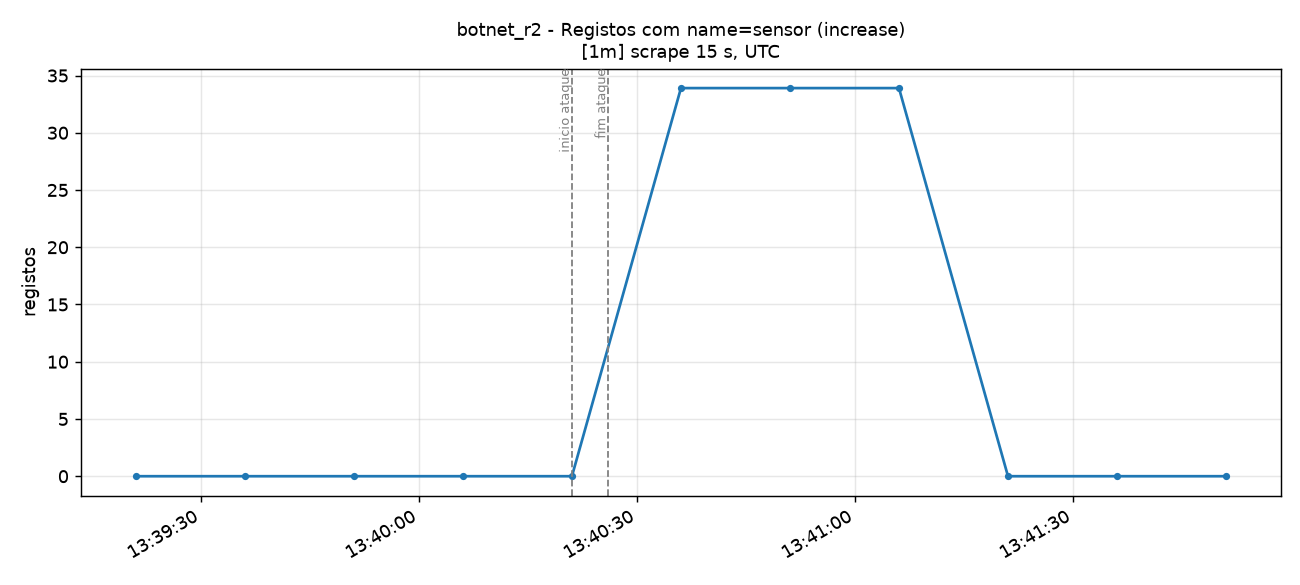 botnet_r2 - Registos com name=sensor (increase)
[1m] scrape 15 s, UTC
registos
35
30
25
20
15
10
5
0
inicio ataque
fim ataque
13:39:30
13:40:00
13:40:30
13:41:00
13:41:30